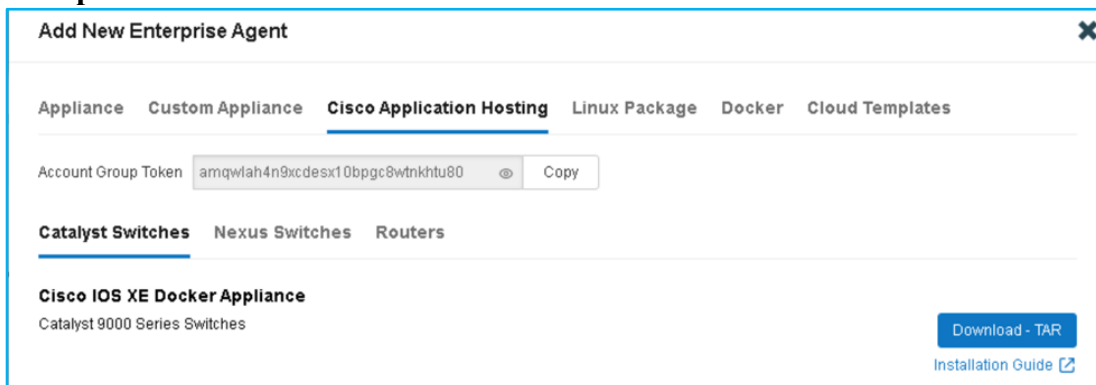 Add New Enterprise Agent
Appliance Custom Appliance Cisco Application Hosting Linux Package Docker Cloud Templates
Account Group Token amqwlah4n9xcdesx10bpgc8wtnkhtu80 Copy
Catalyst Switches Nexus Switches Routers
Cisco IOS XE Docker Appliance
Catalyst 9000 Series Switches
Download - TAR
Installation Guide